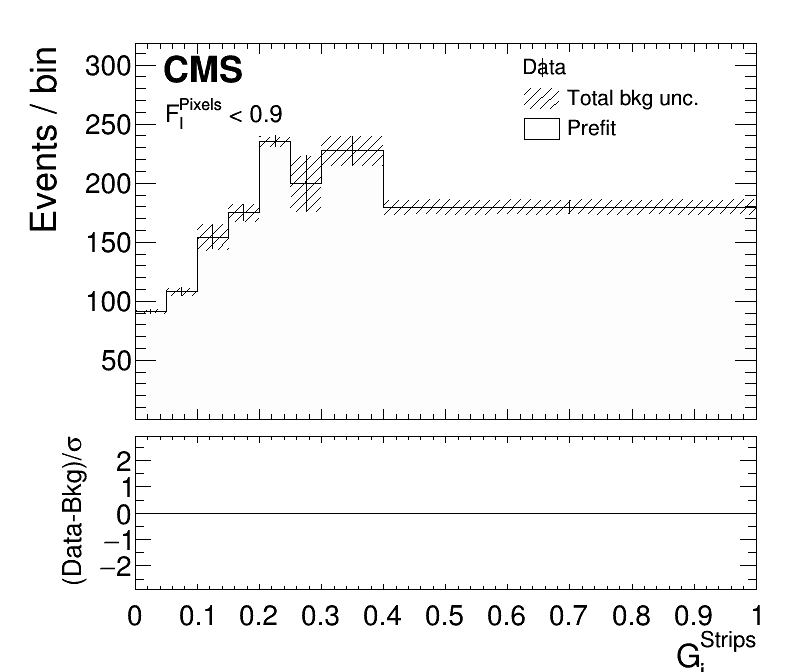 Events / bin
300
250
200
150
100
50
CMS
F_l^Pixels < 0.9
Data
Total bkg unc.
Prefit
(Data-Bkg)/σ
2
1
0
−1
−2
0 0.1 0.2 0.3 0.4 0.5 0.6 0.7 0.8 0.9 1
G_i^Strips